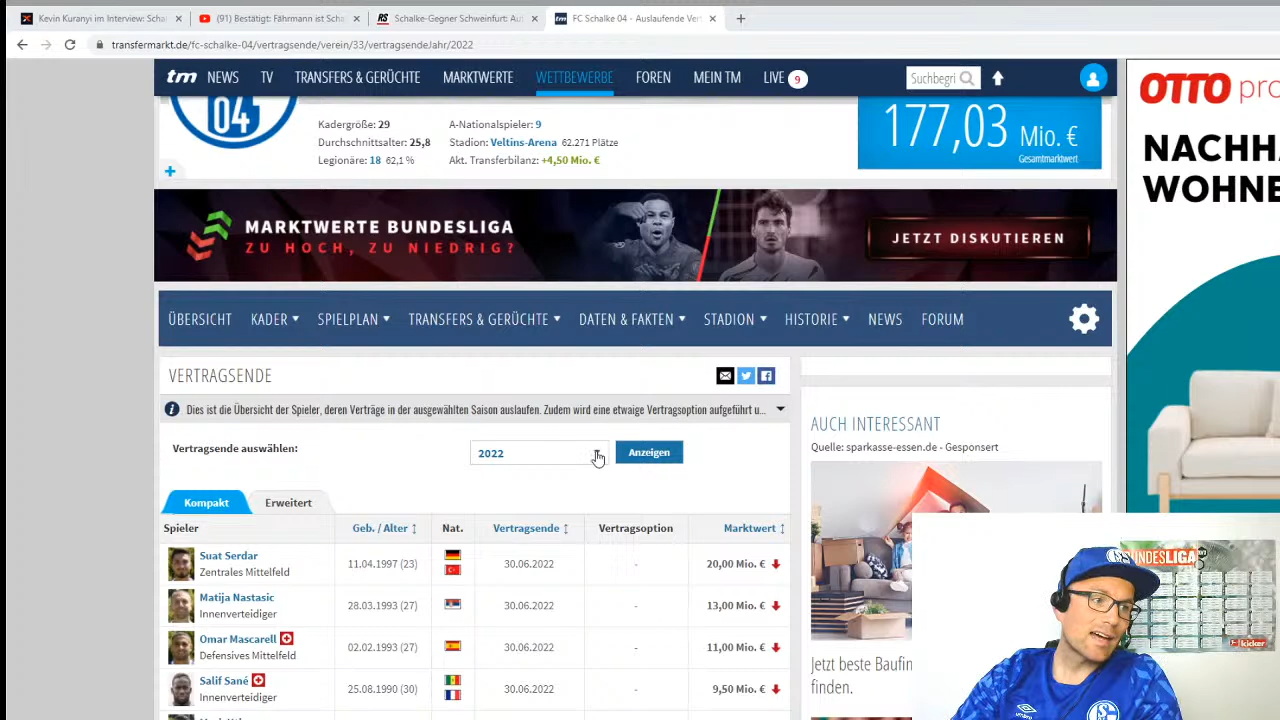 Kevin Kuranyi im Interview: Scha
(91) Bestätigt: Fährmann ist Scha
RS Schalke-Gegner Schweinfurt: Au
tm FC Schalke 04 - Auslaufende Ver
transfermarkt.de/fc-schalke-04/vertragsende/verein/33/vertragsendeJahr/2022
tm NEWS TV TRANSFERS & GERÜCHTE MARKTWERTE WETTBEWERBE FOREN MEIN TM LIVE 9 Suchbegri
04
Kadergröße: 29
Durchschnittsalter: 25,8
Legionäre: 18 62,1 %
A-Nationalspieler: 9
Stadion: Veltins-Arena 62.271 Plätze
Akt. Transferbilanz: +4,50 Mio. €
177,03 Mio. €
Gesamtmarktwert
OTTO pro
NACHHA
WOHNE
MARKTWERTE BUNDESLIGA
ZU HOCH, ZU NIEDRIG?
JETZT DISKUTIEREN
ÜBERSICHT KADER SPIELPLAN TRANSFERS & GERÜCHTE DATEN & FAKTEN STADION HISTORIE NEWS FORUM
VERTRAGSENDE
Dies ist die Übersicht der Spieler, deren Verträge in der ausgewählten Saison auslaufen. Zudem wird eine etwaige Vertragsoption aufgeführt u...
Vertragsende auswählen: 2022 Anzeigen
Kompakt Erweitert
Spieler Geb. / Alter Nat. Vertragsende Vertragsoption Marktwert
Suat Serdar
Zentrales Mittelfeld
11.04.1997 (23) 30.06.2022 - 20,00 Mio. €
Matija Nastasic
Innenverteidiger
28.03.1993 (27) 30.06.2022 - 13,00 Mio. €
Omar Mascarell
Defensives Mittelfeld
02.02.1993 (27) 30.06.2022 - 11,00 Mio. €
Salif Sané
Innenverteidiger
25.08.1990 (30) 30.06.2022 - 9,50 Mio. €
AUCH INTERESSANT
Quelle: sparkasse-essen.de - Gesponsert
Jetzt beste Baufin
finden.
BUNDESLIGA
kicker